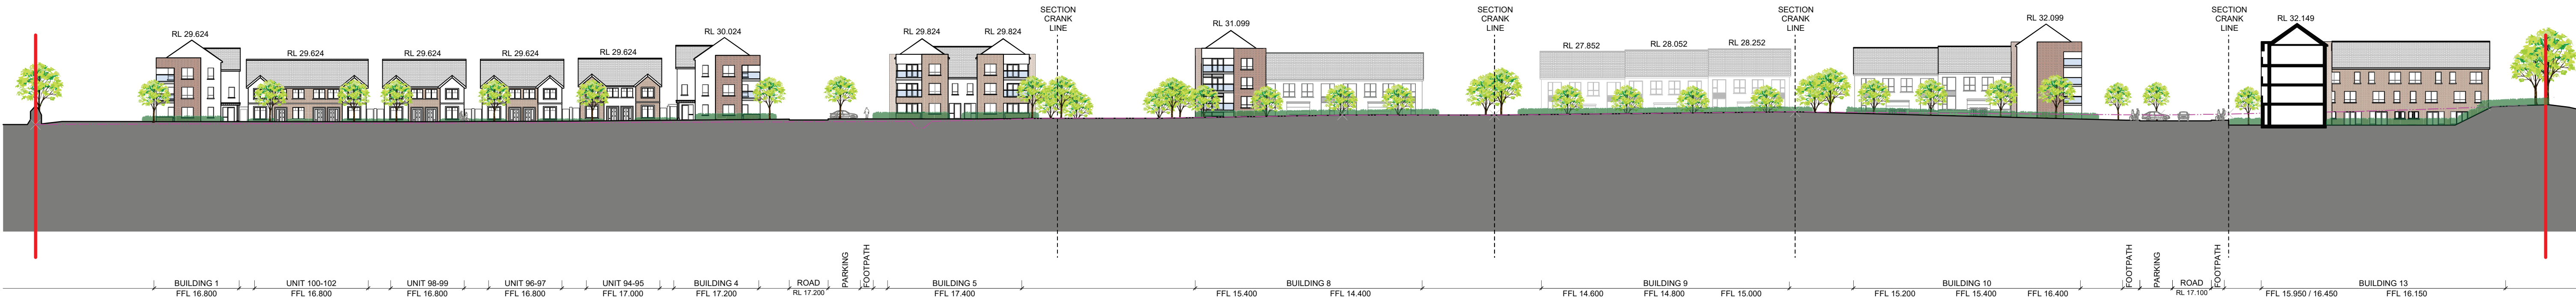 RL 29.624
RL 29.624
RL 29.624
RL 29.624
RL 29.624
RL 30.024
RL 29.824
RL 29.824
SECTION
CRANK
LINE
RL 31.099
SECTION
CRANK
LINE
RL 27.852
RL 28.052
RL 28.252
SECTION
CRANK
LINE
RL 32.099
SECTION
CRANK
LINE
RL 32.149
BUILDING 1
FFL 16.800
UNIT 100-102
FFL 16.800
UNIT 98-99
FFL 16.800
UNIT 96-97
FFL 16.800
UNIT 94-95
FFL 17.000
BUILDING 4
FFL 17.200
ROAD
RL 17.200
PARKING
FOOTPATH
BUILDING 5
FFL 17.400
BUILDING 8
FFL 15.400
FFL 14.400
BUILDING 9
FFL 14.600
FFL 14.800
FFL 15.000
BUILDING 10
FFL 15.200
FFL 15.400
FFL 16.400
FOOTPATH
PARKING
ROAD
RL 17.100
FOOTPATH
BUILDING 13
FFL 15.950 / 16.450
FFL 16.150